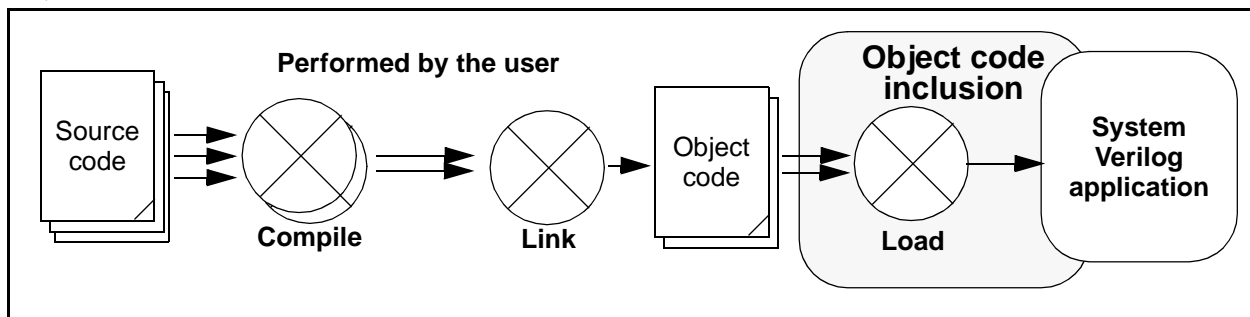 Performed by the user
Source
code
Compile
Link
Object
code
Object code
inclusion
Load
System
Verilog
application